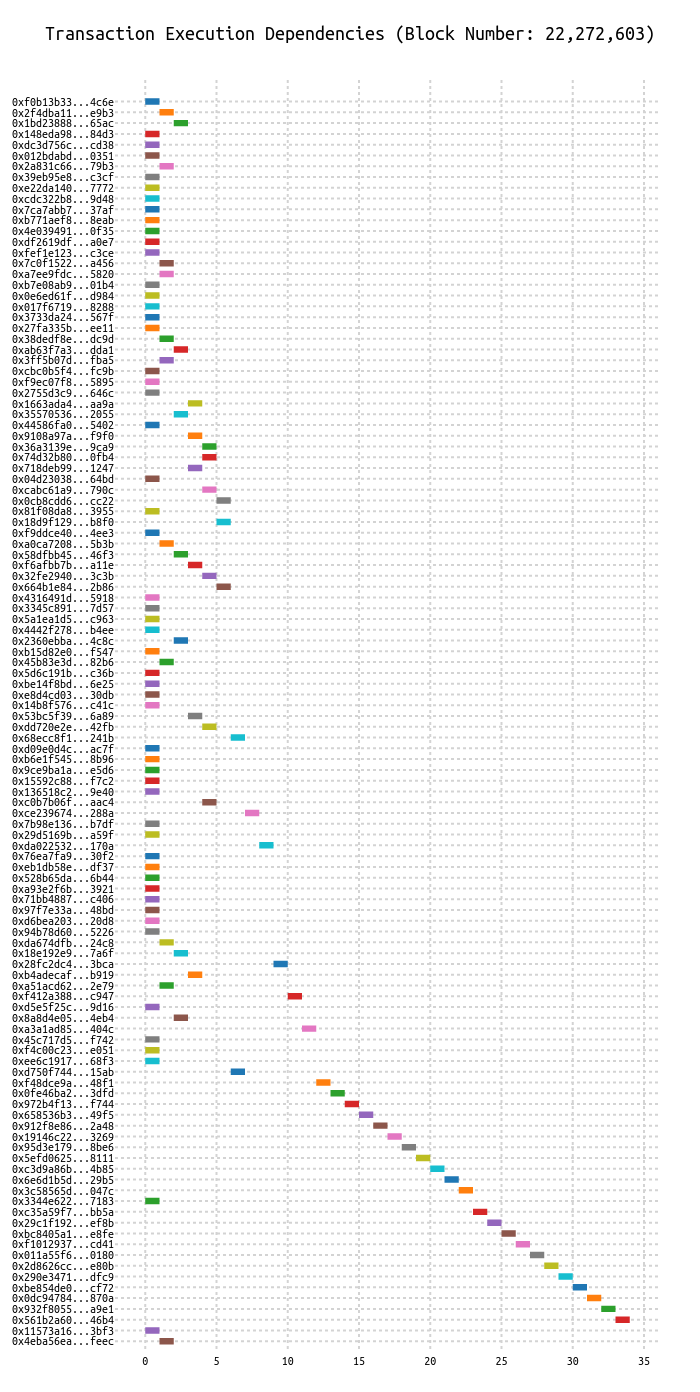 Transaction Execution Dependencies (Block Number: 22,272,603)
0xf0b13b33...4c6e
0x2f4dba11...e9b3
0x1bd23888...65ac
0x148eda98...84d3
0xdc3d756c...cd38
0x012bdabd...0351
0x2a831c66...79b3
0x39eb95e8...c3cf
0xe22da140...7772
0xcdc322b8...9d48
0x7ca7abb7...37af
0xb771aef8...8eab
0x4e039491...0f35
0xdf2619df...a0e7
0xfef1e123...c3ce
0x7c0f1522...a456
0xa7ee9fdc...5820
0xb7e08ab9...01b4
0x0e6ed61f...d984
0x017f6719...8288
0x3733da24...567f
0x27fa335b...ee11
0x38dedf8e...dc9d
0xab63f7a3...dda1
0x3ff5b07d...fba5
0xcbc0b5f4...fc9b
0xf9ec07f8...5895
0x2755d3c9...646c
0x1663ada4...aa9a
0x35570536...2055
0x44586fa0...5402
0x9108a97a...f9f0
0x36a3139e...9ca9
0x74d32b80...0fb4
0x718deb99...1247
0x04d23038...64bd
0xcabc61a9...790c
0x0cb8cdd6...cc22
0x81f08da8...3955
0x18d9f129...b8f0
0xf9ddce40...4ee3
0xa0ca7208...5b3b
0x58dfbb45...46f3
0xf6afbb7b...a11e
0x32fe2940...3c3b
0x664b1e84...2b86
0x4316491d...5918
0x3345c891...7d57
0x5a1ea1d5...c963
0x4442f278...b4ee
0x2360ebba...4c8c
0xb15d82e0...f547
0x45b83e3d...82b6
0x5d6c191b...c36b
0xbe14f8bd...6e25
0xe8d4cd03...30db
0x14b8f576...c41c
0x53bc5f39...6a89
0xdd720e2e...42fb
0x68ecc8f1...241b
0xd09e0d4c...ac7f
0xb6e1f545...8b96
0x9ce9ba1a...e5d6
0x15592c88...f7c2
0x136518c2...9e40
0xc0b7b06f...aac4
0xce239674...288a
0x7b98e136...b7df
0x29d5169b...a59f
0xda022532...170a
0x76ea7fa9...30f2
0xeb1db58e...df37
0x528b65da...6b44
0xa93e2f6b...3921
0x71bb4887...c406
0x97f7e33a...48bd
0xd6bea203...20d8
0x94b78d60...5226
0xda674dfb...24c8
0x18e192e9...7a6f
0x28fc2dc4...3bca
0xb4adecaf...b919
0xa51acd62...2e79
0xf412a388...c947
0xd5e5f25c...9d16
0x8a8d4e05...4eb4
0xa3a1ad85...404c
0x45c717d5...f742
0xf4c00c23...e051
0xee6c1917...68f3
0xd750f744...15ab
0xf48dce9a...48f1
0x0fe46ba2...3dfd
0x972b4f13...f744
0x658536b3...49f5
0x912f8e86...2a48
0x19146c22...3269
0x95d3e179...8be6
0x5efd0625...8111
0xc3d9a86b...4b85
0x6e6d1b5d...29b5
0x3c58565d...047c
0x3344e622...7183
0xc35a59f7...bb5a
0x29c1f192...ef8b
0xbc8405a1...e8fe
0xf1012937...cd41
0x011a55f6...0180
0x2d8626cc...e80b
0x290e3471...dfc9
0xbe854de0...cf72
0x0dc94784...870a
0x932f8055...a9e1
0x561b2a60...46b4
0x11573a16...3bf3
0x4eba56ea...feec
0 5 10 15 20 25 30 35